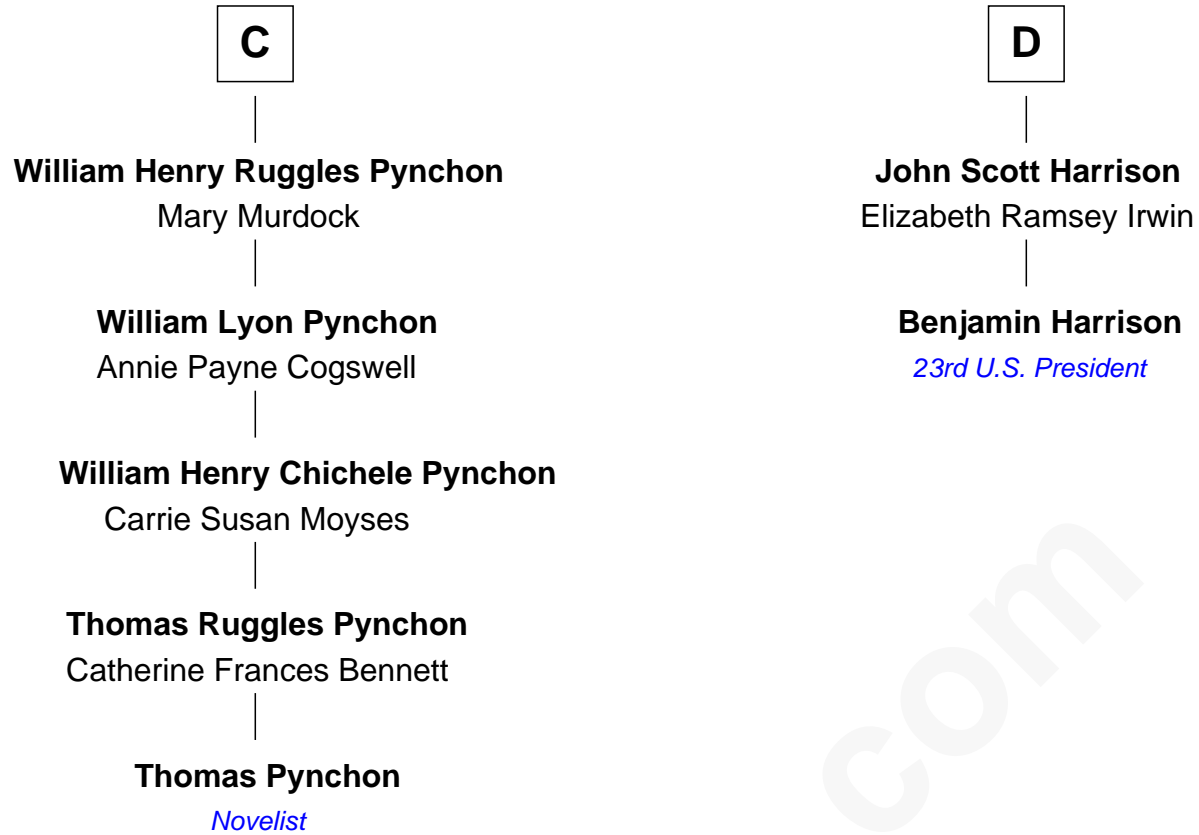 C
William Henry Ruggles Pynchon
Mary Murdock
William Lyon Pynchon
Annie Payne Cogswell
William Henry Chichele Pynchon
Carrie Susan Moyses
Thomas Ruggles Pynchon
Catherine Frances Bennett
Thomas Pynchon
Novelist
D
John Scott Harrison
Elizabeth Ramsey Irwin
Benjamin Harrison
23rd U.S. President
com